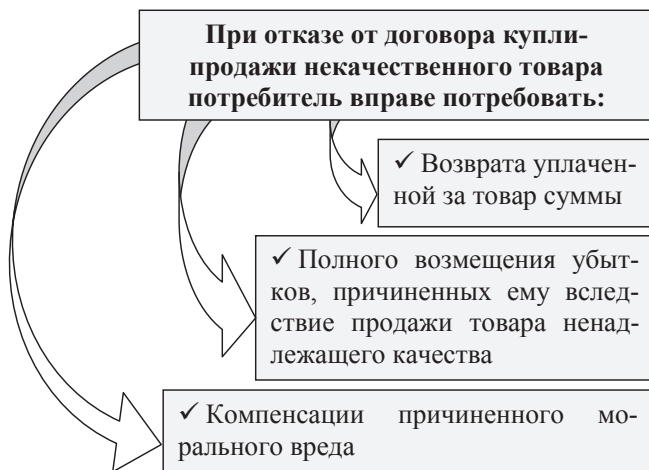 При отказе от договора купли-
продажи некачественного товара
потребитель вправе потребовать:
✓ Возврата уплачен-
ной за товар суммы
✓ Полного возмещения убыт-
ков, причиненных ему вслед-
ствие продажи товара ненад-
лежащего качества
✓ Компенсации причиненного мо-
рального вреда